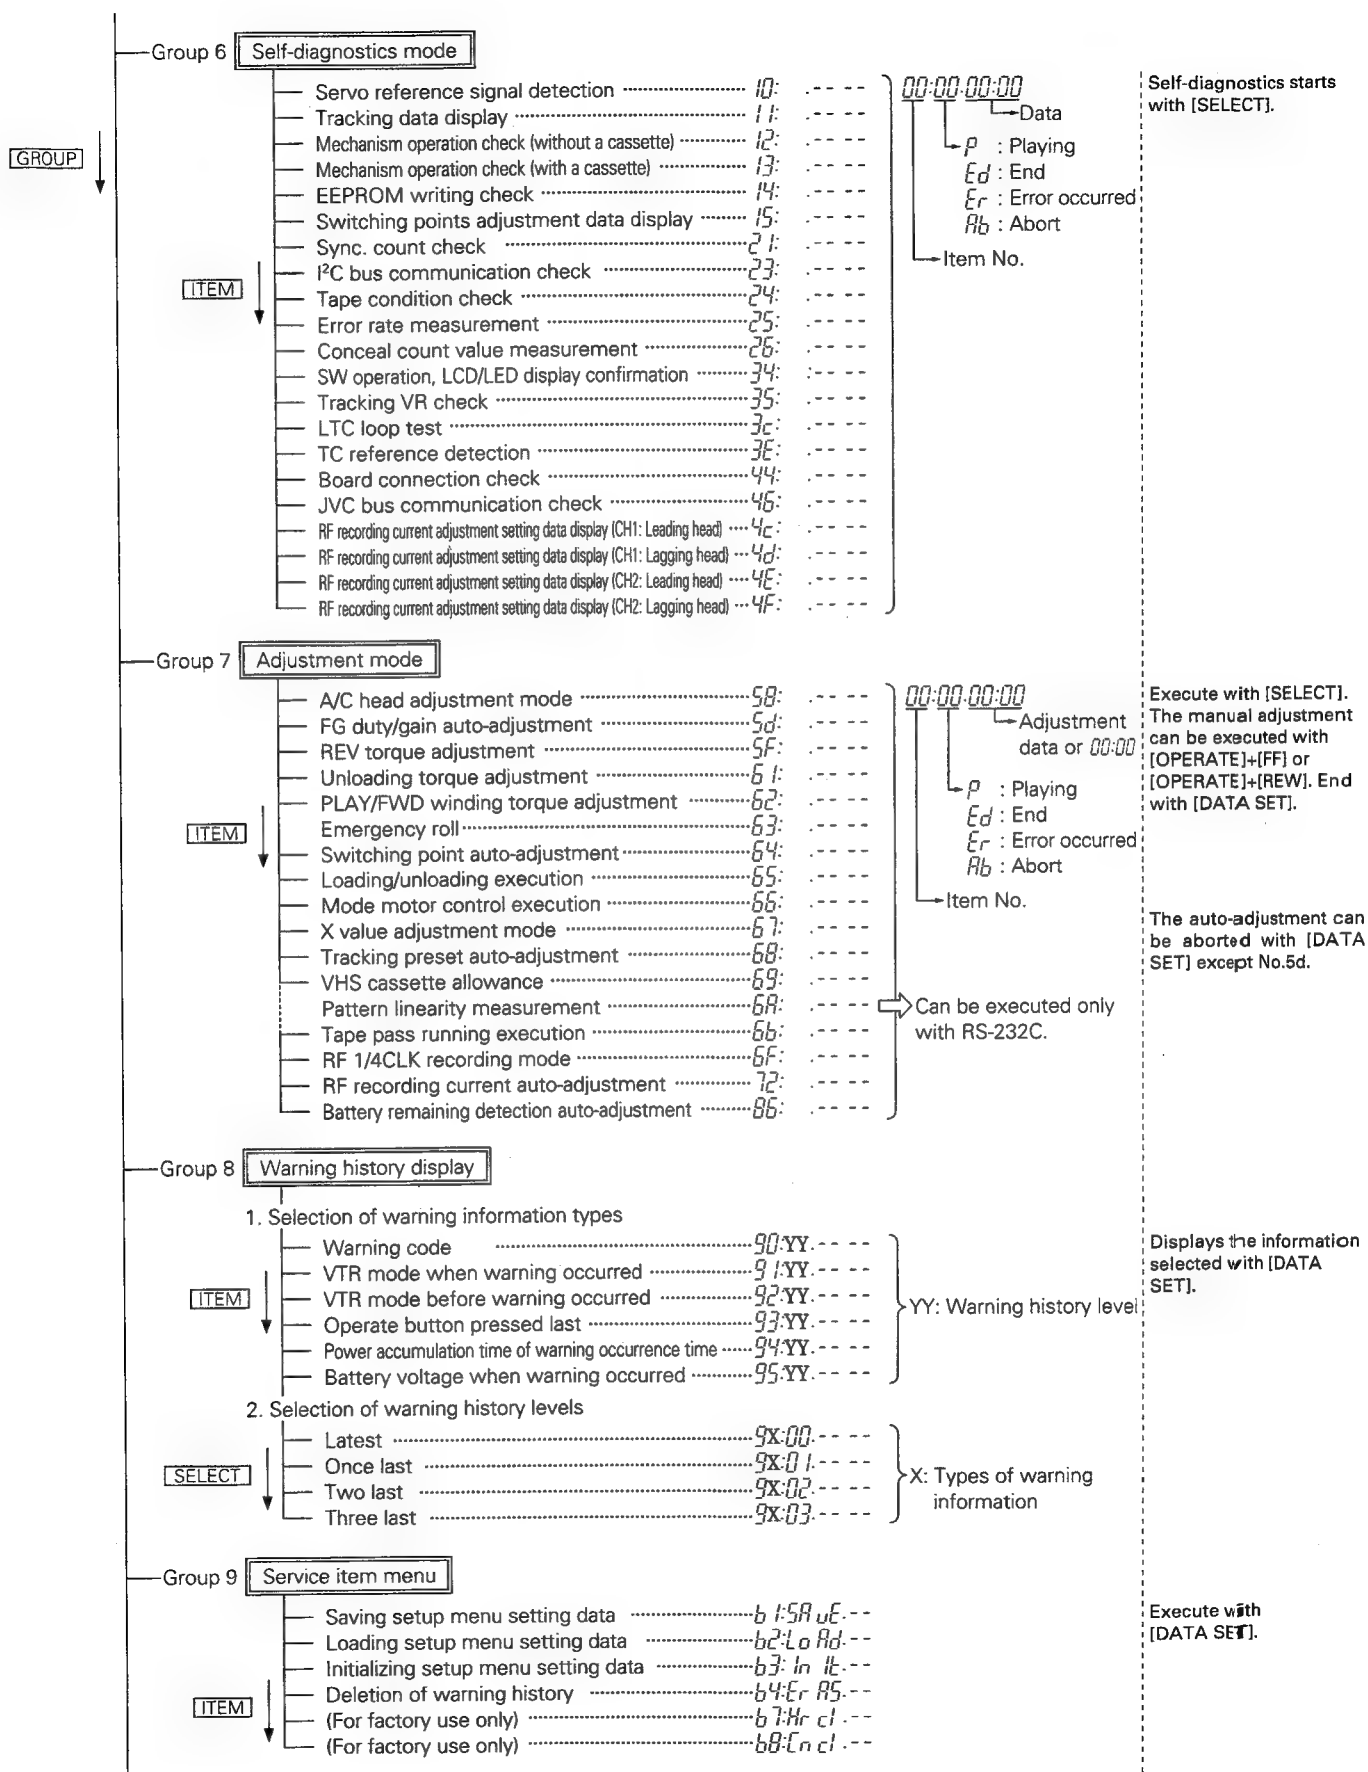 Group 6 Self-diagnostics mode
Servo reference signal detection 10: .----
Tracking data display 11: .----
Mechanism operation check (without a cassette) 12: .----
Mechanism operation check (with a cassette) 13: .----
EEPROM writing check 14: .----
Switching points adjustment data display 15: .----
Sync. count check 21: .----
I²C bus communication check 23: .----
Tape condition check 24: .----
Error rate measurement 25: .----
Conceal count value measurement 26: .----
SW operation, LCD/LED display confirmation 34: :----
Tracking VR check 35: .----
LTC loop test 3c: .----
TC reference detection 3E: .----
Board connection check 44: .----
JVC bus communication check 46: .----
RF recording current adjustment setting data display (CH1: Leading head) 4c: .----
RF recording current adjustment setting data display (CH1: Lagging head) 4d: .----
RF recording current adjustment setting data display (CH2: Leading head) 4E: .----
RF recording current adjustment setting data display (CH2: Lagging head) 4F: .----
GROUP
ITEM
00:00.00:00
Data
P : Playing
Ed : End
Er : Error occurred
Ab : Abort
Item No.
Self-diagnostics starts
with [SELECT].
Group 7 Adjustment mode
A/C head adjustment mode 58: .----
FG duty/gain auto-adjustment 5d: .----
REV torque adjustment 5F: .----
Unloading torque adjustment 61: .----
PLAY/FWD winding torque adjustment 62: .----
Emergency roll 63: .----
Switching point auto-adjustment 64: .----
Loading/unloading execution 65: .----
Mode motor control execution 66: .----
X value adjustment mode 67: .----
Tracking preset auto-adjustment 68: .----
VHS cassette allowance 69: .----
Pattern linearity measurement 6A: .----
Tape pass running execution 6b: .----
RF 1/4CLK recording mode 6F: .----
RF recording current auto-adjustment 72: .----
Battery remaining detection auto-adjustment 86: .----
ITEM
00:00.00:00
Adjustment
data or 00:00
P : Playing
Ed : End
Er : Error occurred
Ab : Abort
Item No.
Can be executed only
with RS-232C.
Execute with [SELECT].
The manual adjustment
can be executed with
[OPERATE]+[FF] or
[OPERATE]+[REW]. End
with [DATA SET].
The auto-adjustment can
be aborted with [DATA
SET] except No.5d.
Group 8 Warning history display
1. Selection of warning information types
Warning code 90:YY.----
VTR mode when warning occurred 91:YY.----
VTR mode before warning occurred 92:YY.----
Operate button pressed last 93:YY.----
Power accumulation time of warning occurrence time 94:YY.----
Battery voltage when warning occurred 95:YY.----
ITEM
YY: Warning history level
Displays the information
selected with [DATA
SET].
2. Selection of warning history levels
Latest 9X:00.----
Once last 9X:01.----
Two last 9X:02.----
Three last 9X:03.----
SELECT
X: Types of warning
information
Group 9 Service item menu
Saving setup menu setting data b1:SAuE.--
Loading setup menu setting data b2:LoAd.--
Initializing setup menu setting data b3:InIt.--
Deletion of warning history b4:ErAS.--
(For factory use only) b7:Hrcl.--
(For factory use only) b8:Encl.--
ITEM
Execute with
[DATA SET].